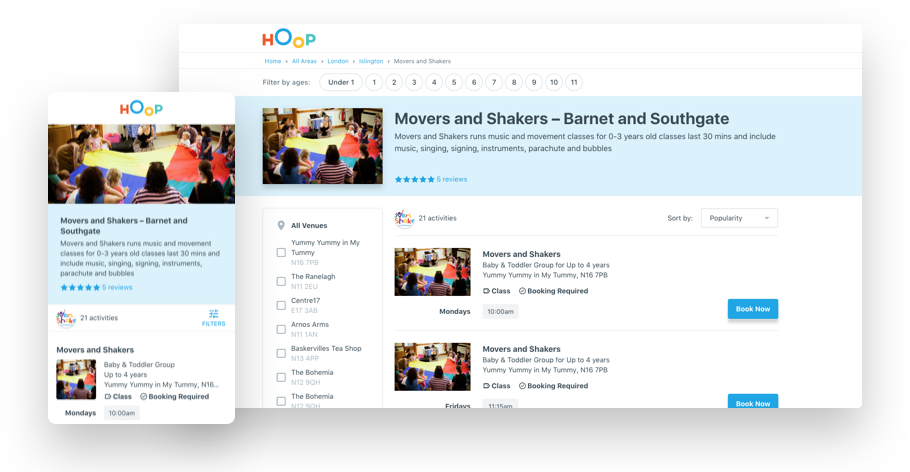 HOOP
Home › All Areas › London › Islington › Movers and Shakers
Filter by ages: Under 1 1 2 3 4 5 6 7 8 9 10 11
Movers and Shakers – Barnet and Southgate
Movers and Shakers runs music and movement classes for 0-3 years old classes last 30 mins and include
music, singing, signing, instruments, parachute and bubbles
5 reviews
All Venues
Yummy Yummy in My
Tummy
N16 7PB
The Ranelagh
N11 2EU
Centre17
E17 3AB
Arnos Arms
N11 1AN
Baskervilles Tea Shop
N13 4PP
The Bohemia
N12 9QH
The Bohemia
N12 9QH
Movers Shakers
21 activities
Sort by: Popularity
Movers and Shakers
Baby & Toddler Group for Up to 4 years
Yummy Yummy in My Tummy, N16 7PB
Class Booking Required
Mondays 10:00am
Book Now
Movers and Shakers
Baby & Toddler Group for Up to 4 years
Yummy Yummy in My Tummy, N16 7PB
Class Booking Required
Fridays 11:15am
Book Now
HOOP
Movers and Shakers – Barnet and
Southgate
Movers and Shakers runs music and movement
classes for 0-3 years old classes last 30 mins and
include music, singing, signing, instruments,
parachute and bubbles
5 reviews
Movers Shakers
21 activities
FILTERS
Movers and Shakers
Baby & Toddler Group
Up to 4 years
Yummy Yummy in My Tummy, N16...
Class Booking Required
Mondays 10:00am